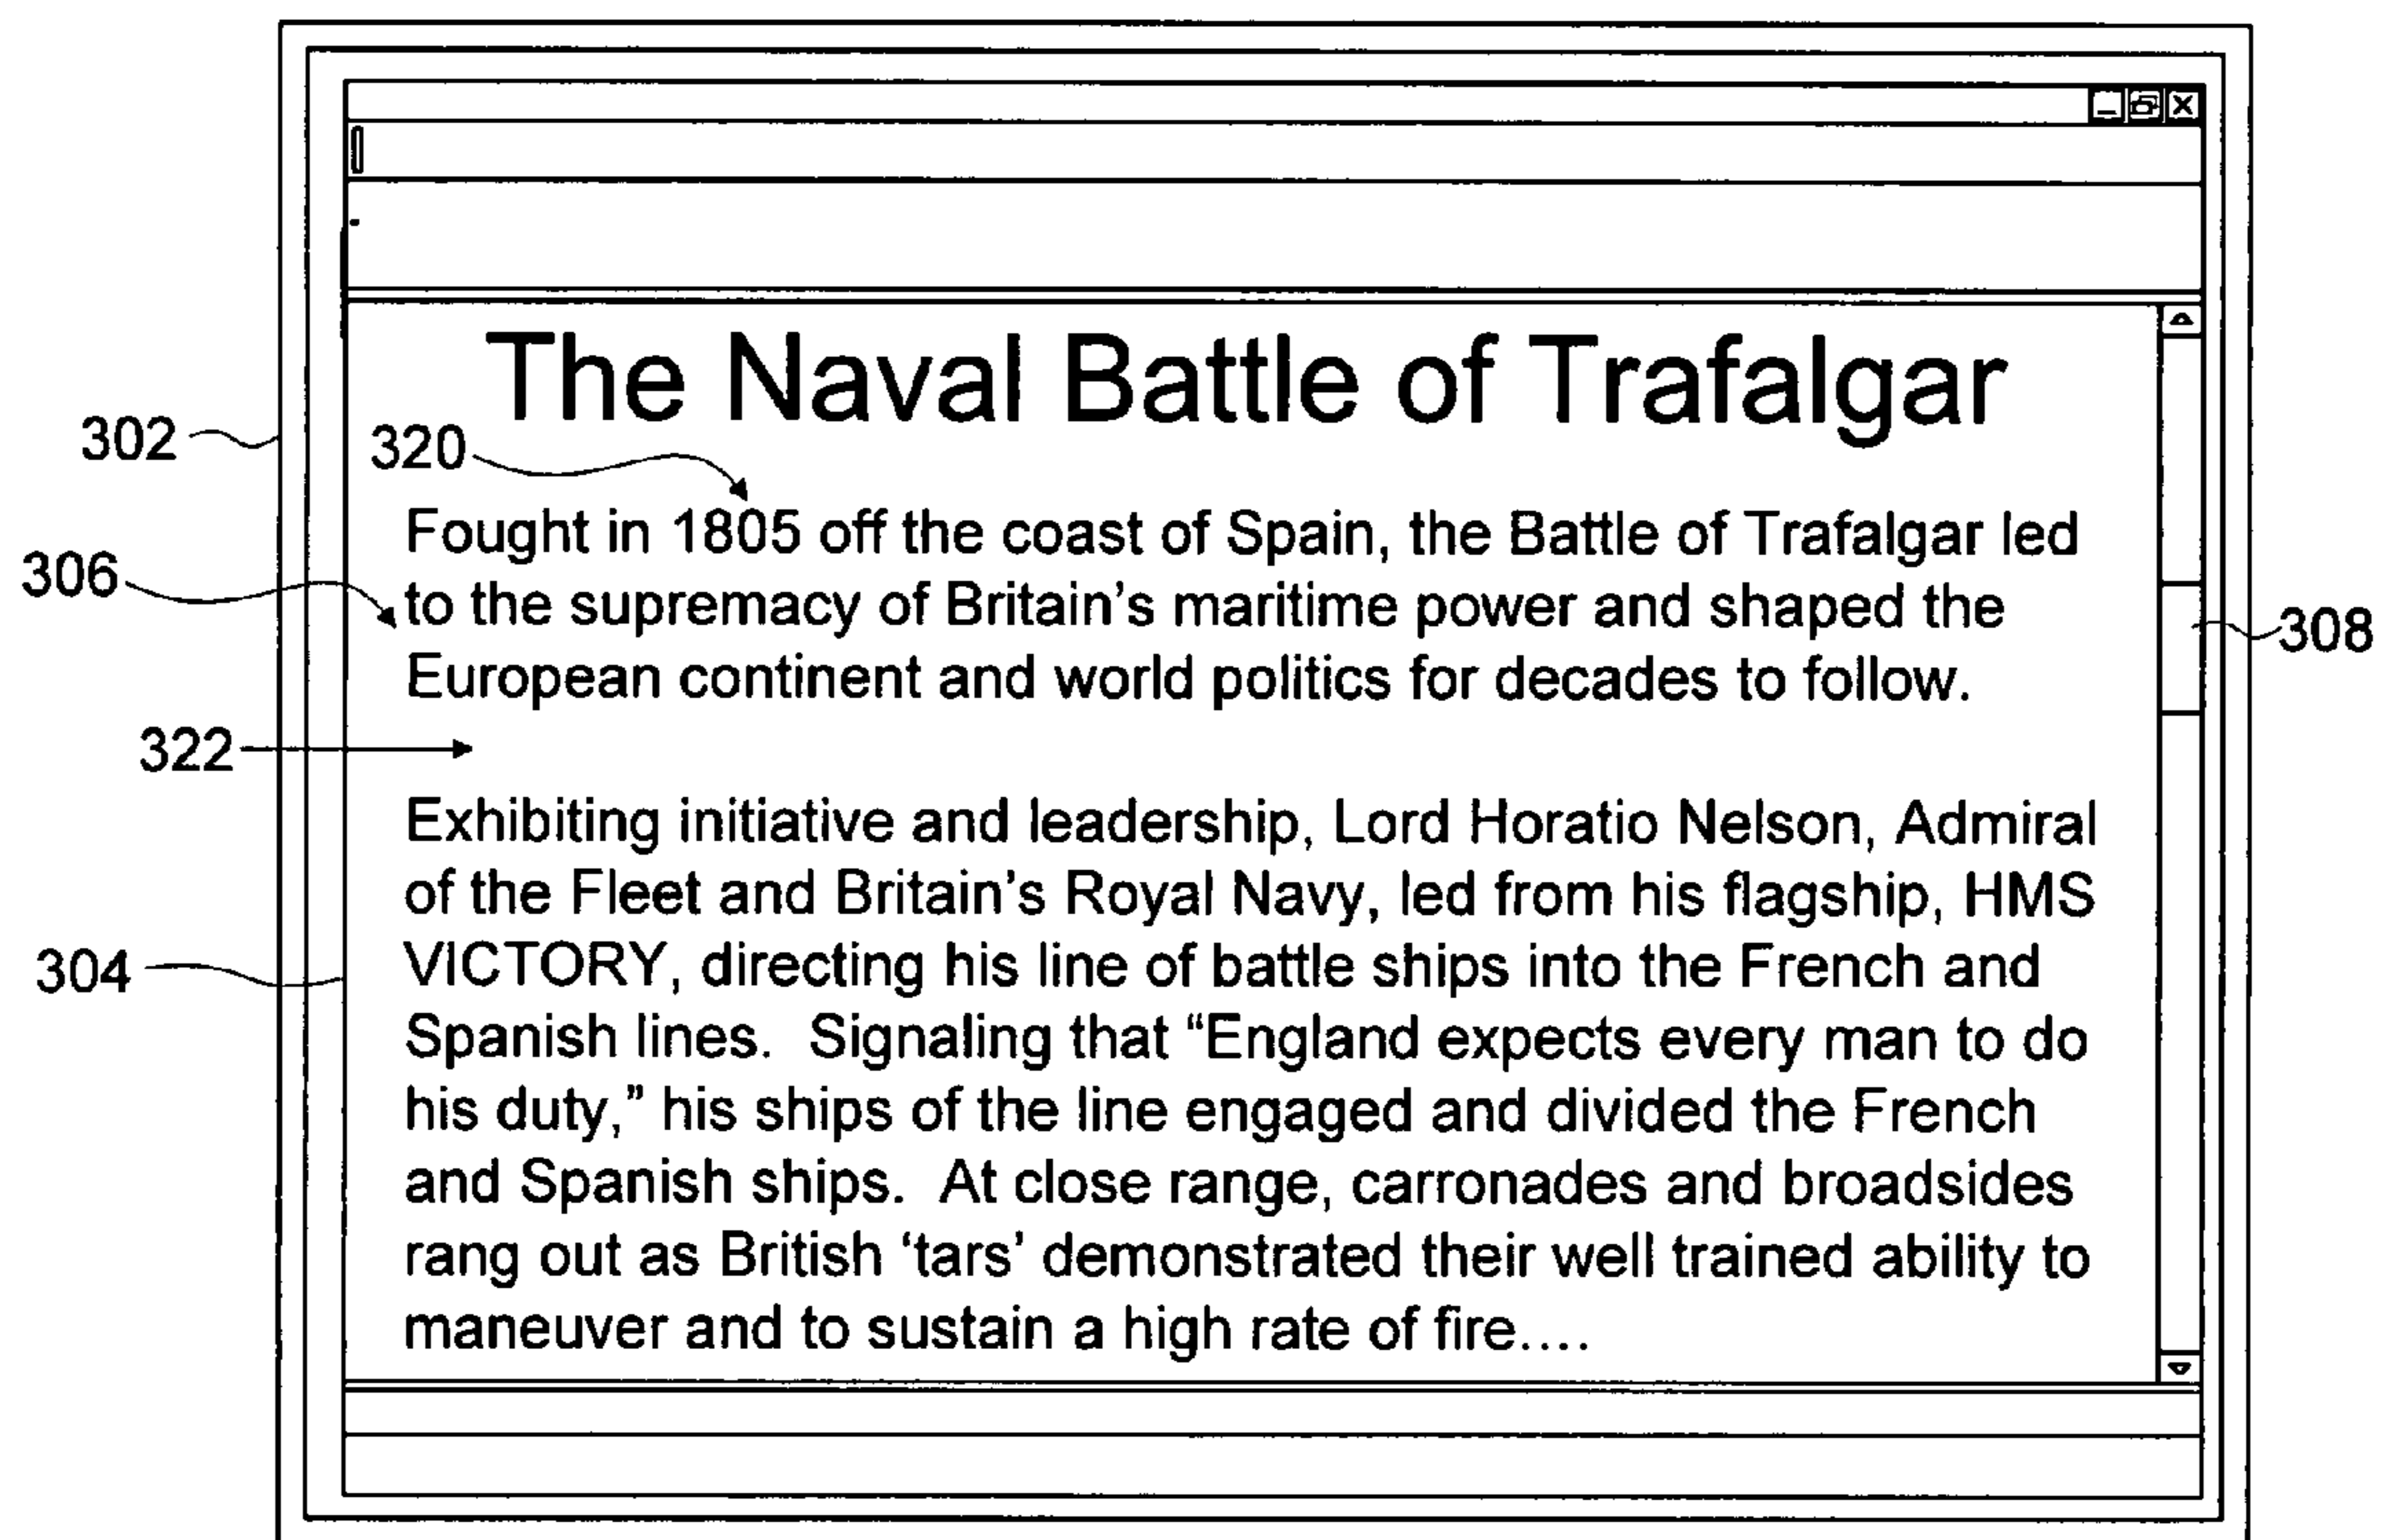 The Naval Battle of Trafalgar
302
320
Fought in 1805 off the coast of Spain, the Battle of Trafalgar led
306
to the supremacy of Britain’s maritime power and shaped the
308
European continent and world politics for decades to follow.
322
Exhibiting initiative and leadership, Lord Horatio Nelson, Admiral
of the Fleet and Britain’s Royal Navy, led from his flagship, HMS
304
VICTORY, directing his line of battle ships into the French and
Spanish lines.  Signaling that “England expects every man to do
his duty,” his ships of the line engaged and divided the French
and Spanish ships.  At close range, carronades and broadsides
rang out as British ‘tars’ demonstrated their well trained ability to
maneuver and to sustain a high rate of fire....